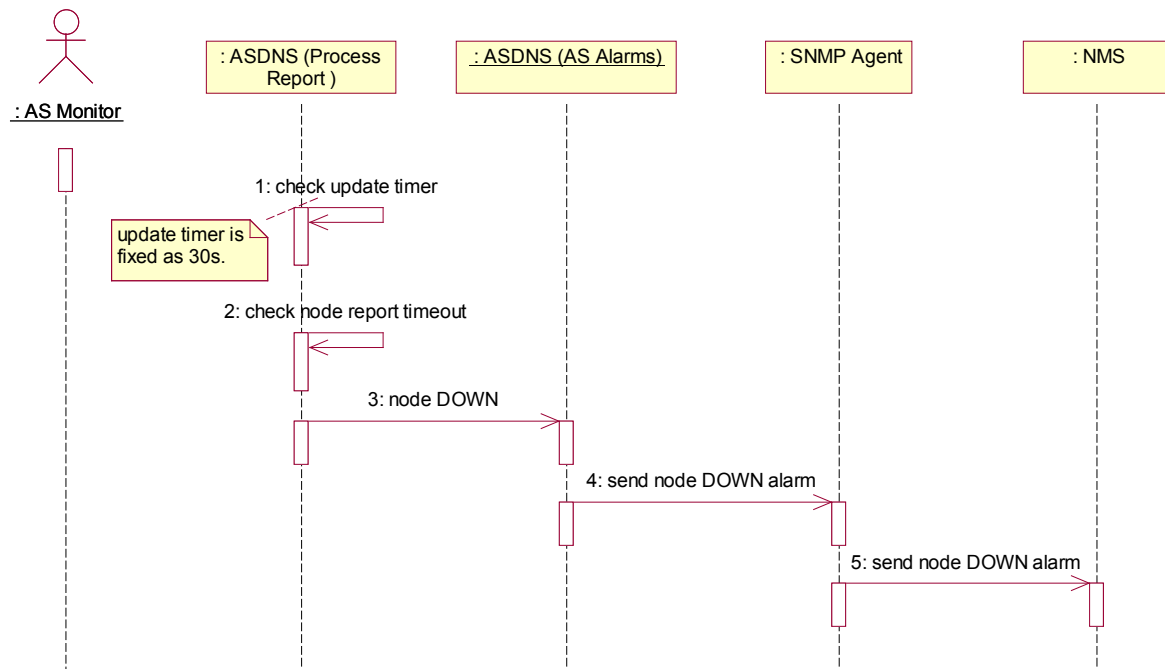 : AS Monitor
: ASDNS (Process
Report )
: ASDNS (AS Alarms)
: SNMP Agent
: NMS
1: check update timer
update timer is
fixed as 30s.
2: check node report timeout
3: node DOWN
4: send node DOWN alarm
5: send node DOWN alarm